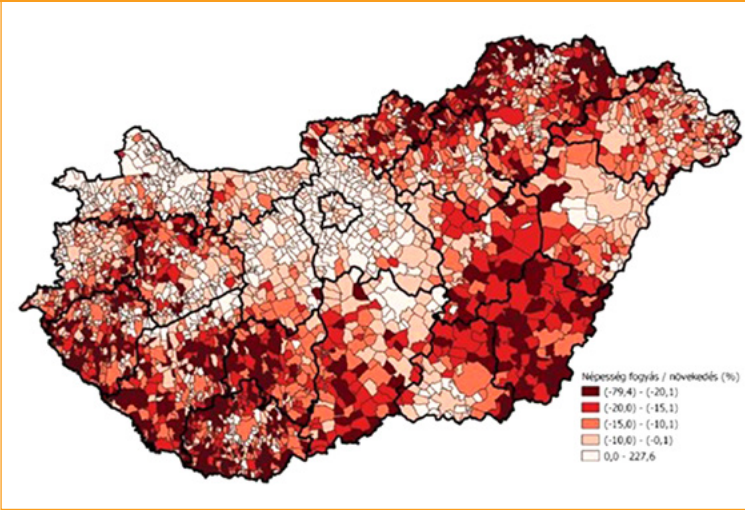 Népesség fogyás / növekedés (%)
(-79,4) - (-20,1)
(-20,0) - (-15,1)
(-15,0) - (-10,1)
(-10,0) - (-0,1)
0,0 - 227,6